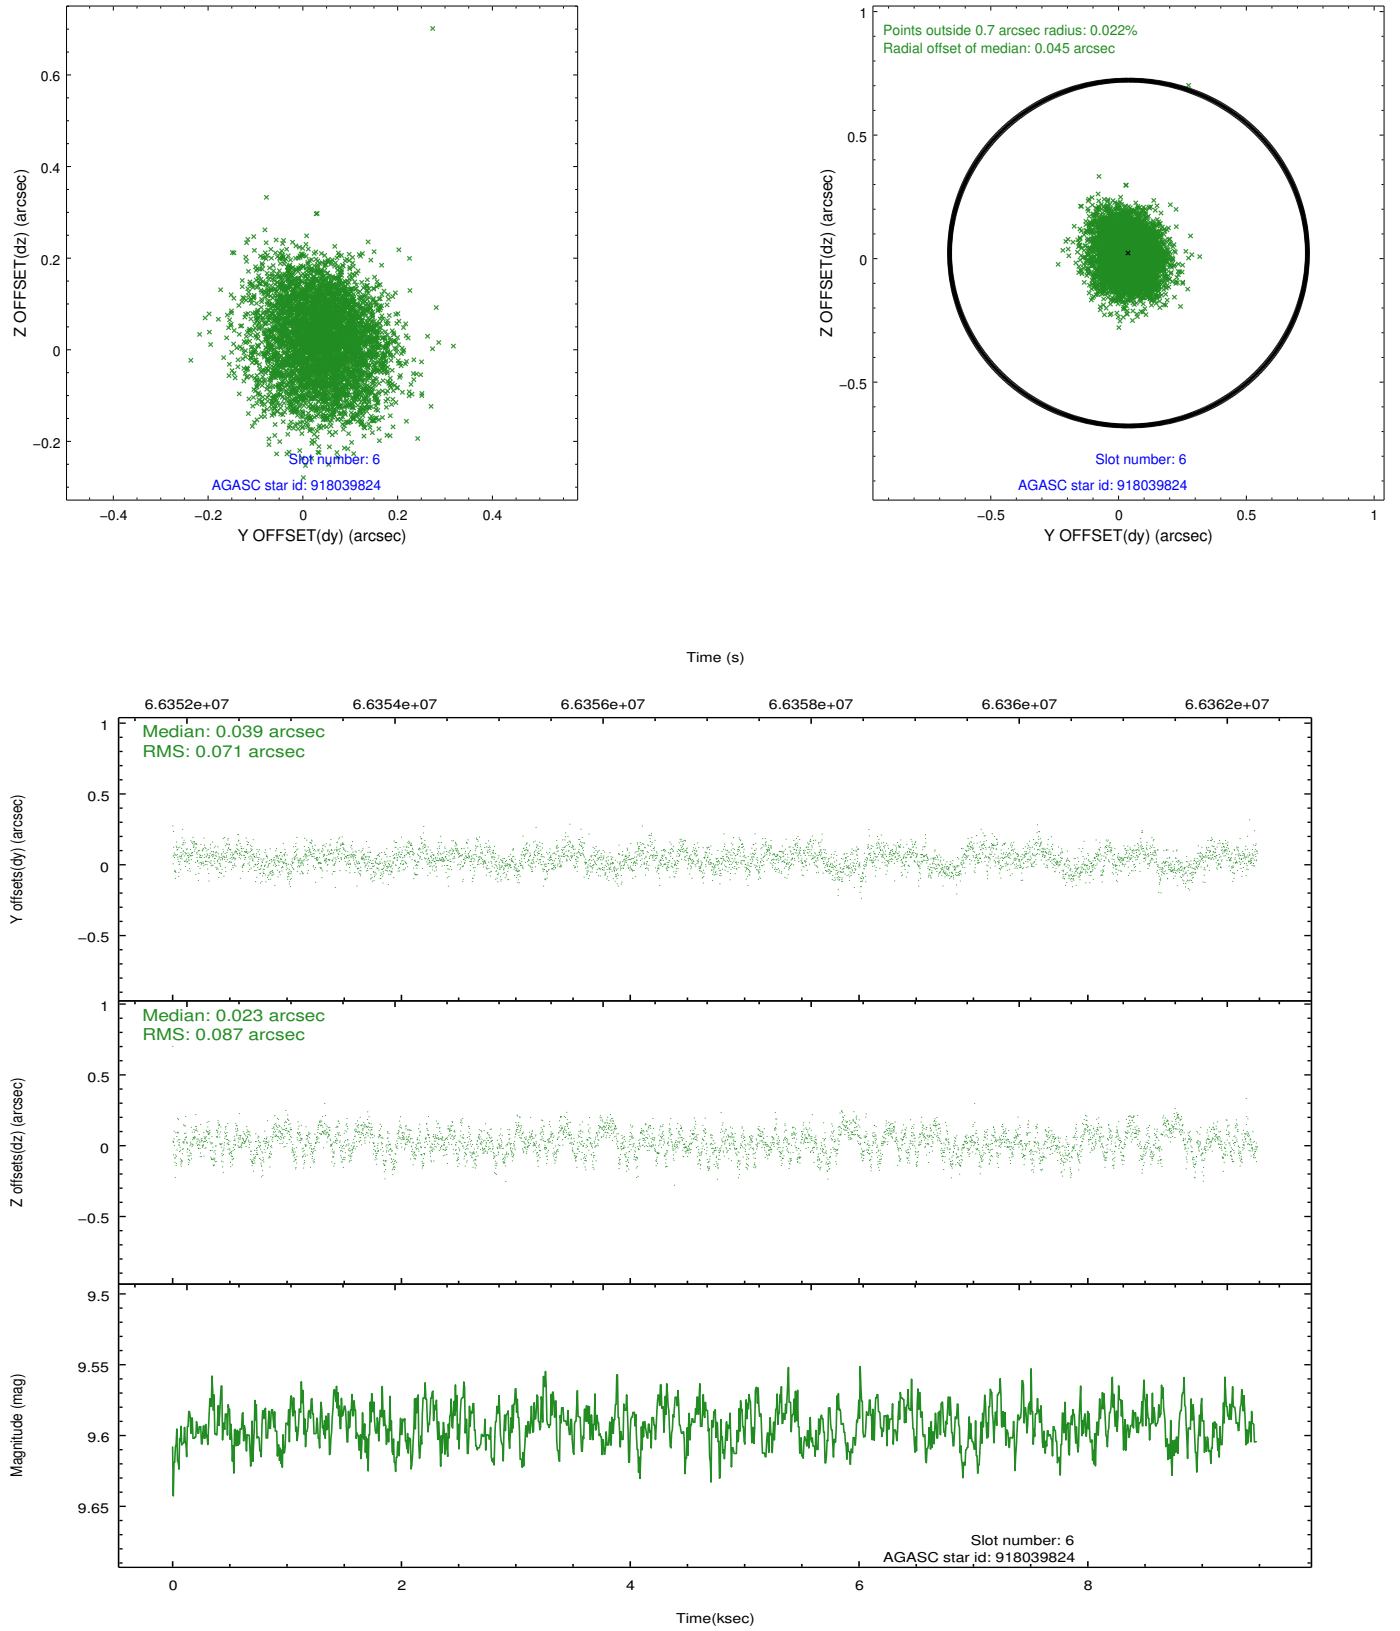 0.6
0.4
0.2
0
−0.2
Z OFFSET(dz) (arcsec)
Slot number: 6
AGASC star id: 918039824
−0.4 −0.2 0 0.2 0.4
Y OFFSET(dy) (arcsec)
Points outside 0.7 arcsec radius: 0.022%
Radial offset of median: 0.045 arcsec
1
0.5
0
−0.5
Z OFFSET(dz) (arcsec)
Slot number: 6
AGASC star id: 918039824
−0.5 0 0.5 1
Y OFFSET(dy) (arcsec)
Time (s)
6.6352e+07 6.6354e+07 6.6356e+07 6.6358e+07 6.636e+07 6.6362e+07
Median: 0.039 arcsec
RMS: 0.071 arcsec
1
0.5
0
−0.5
Y offsets(dy) (arcsec)
Median: 0.023 arcsec
RMS: 0.087 arcsec
1
0.5
0
−0.5
Z offsets(dz) (arcsec)
9.5
9.55
9.6
9.65
Magnitude (mag)
Slot number: 6
AGASC star id: 918039824
0 2 4 6 8
Time(ksec)